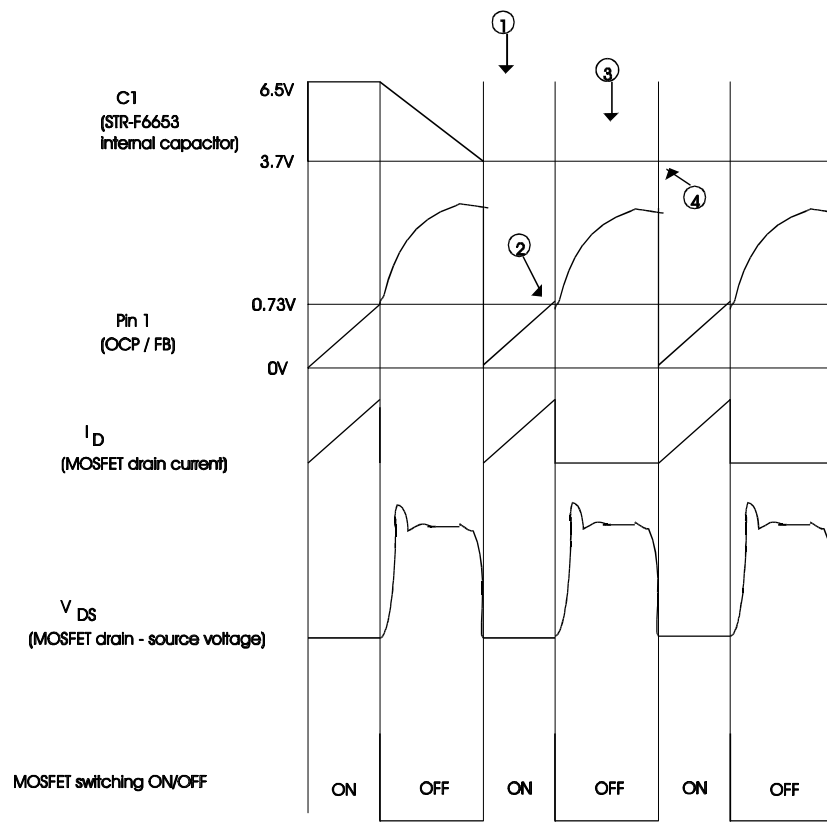 1
3
6.5V
C1
(STR-F6653
internal capacitor)
3.7V
4
2
0.73V
Pin 1
(OCP / FB)
0V
I D
(MOSFET drain current)
V DS
(MOSFET drain - source voltage)
MOSFET switching ON/OFF
ON
OFF
ON
OFF
ON
OFF